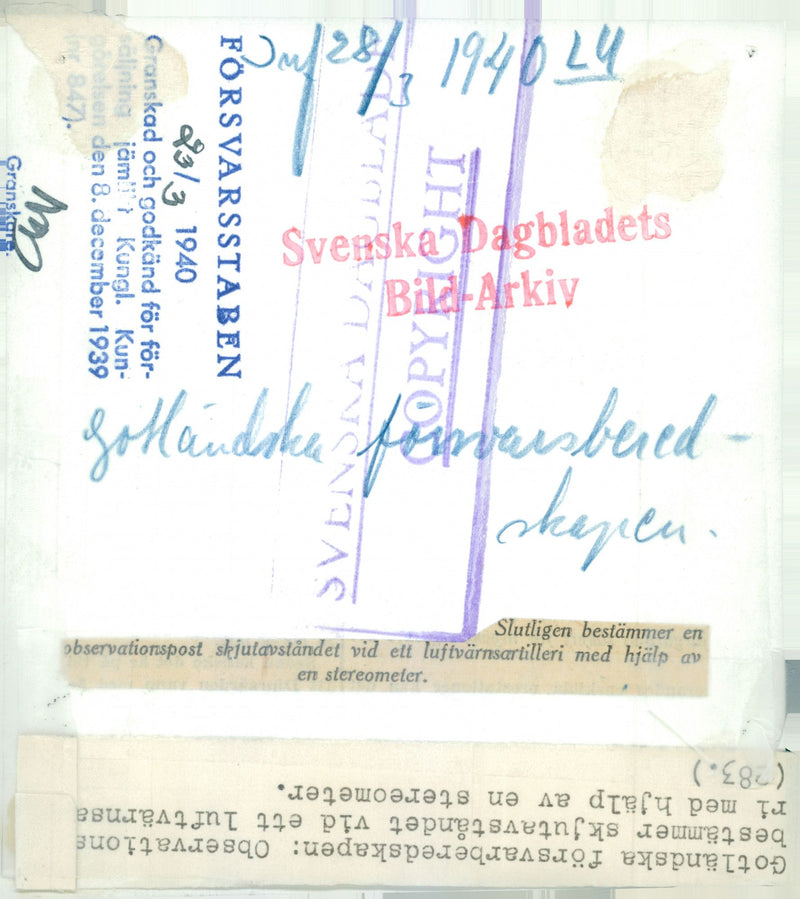 Inf 28/3 1940 LU
FÖRSVARSSTABEN
23/3 1940
Granskad och godkänd för för-
jämlikt Kungl. Kun-
görelsen den 8. december 1939
(nr 847).
Granskare.
SVENSKA DAGBLADET
COPYRIGHT
Svenska Dagbladets
Bild-Arkiv
Gotländska försvarsbered-
skapen.
Slutligen bestämmer en
observationspost skjutavståndet vid ett luftvärnsartilleri med hjälp av
en stereometer.
Gotländska försvarberedskapen: Observations
bestämmer skjutavståndet vid ett luftvärnsa
ri med hjälp av en stereometer.
(283.)